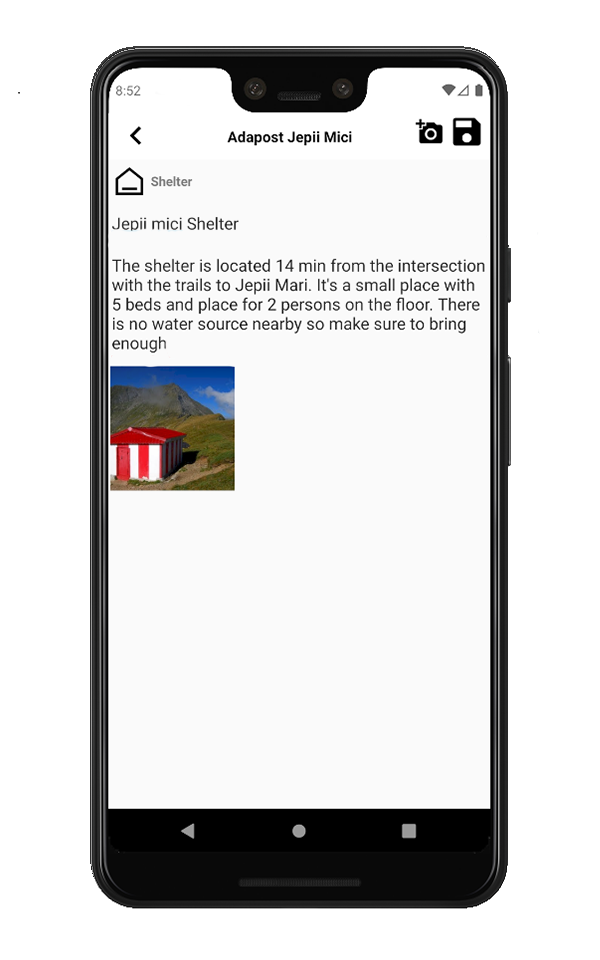 8:52
Adapost Jepii Mici
Shelter
Jepii mici Shelter
The shelter is located 14 min from the intersection
with the trails to Jepii Mari. It's a small place with
5 beds and place for 2 persons on the floor. There
is no water source nearby so make sure to bring
enough